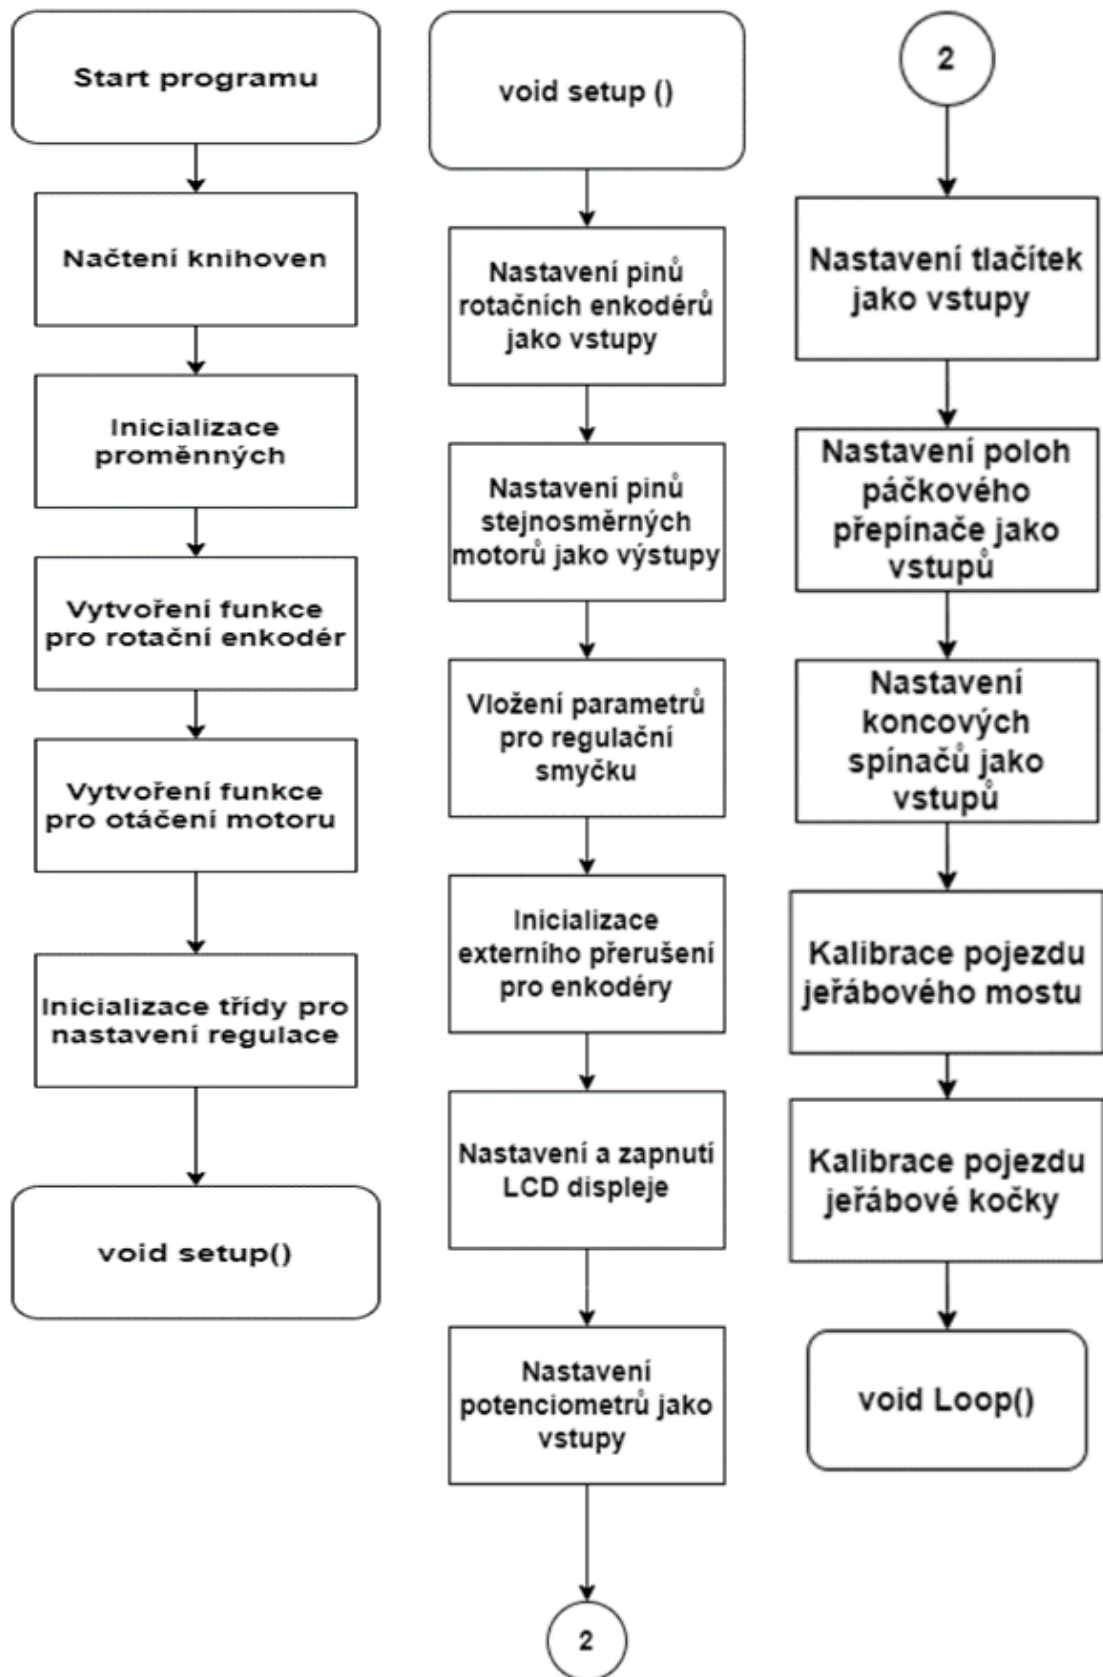 Start programu
Načtení knihoven
Inicializace
proměnných
Vytvoření funkce
pro rotační enkodér
Vytvoření funkce
pro otáčení motoru
Inicializace třídy pro
nastavení regulace
void setup()
void setup ()
Nastavení pinů
rotačních enkodérů
jako vstupy
Nastavení pinů
stejnosměrných
motorů jako výstupy
Vložení parametrů
pro regulační
smyčku
Inicializace
externího přerušení
pro enkodéry
Nastavení a zapnutí
LCD displeje
Nastavení
potenciometrů jako
vstupy
2
2
Nastavení tlačítek
jako vstupy
Nastavení poloh
páčkového
přepínače jako
vstupů
Nastavení
koncových
spínačů jako
vstupů
Kalibrace pojezdu
jeřábového mostu
Kalibrace pojezdu
jeřábové kočky
void Loop()